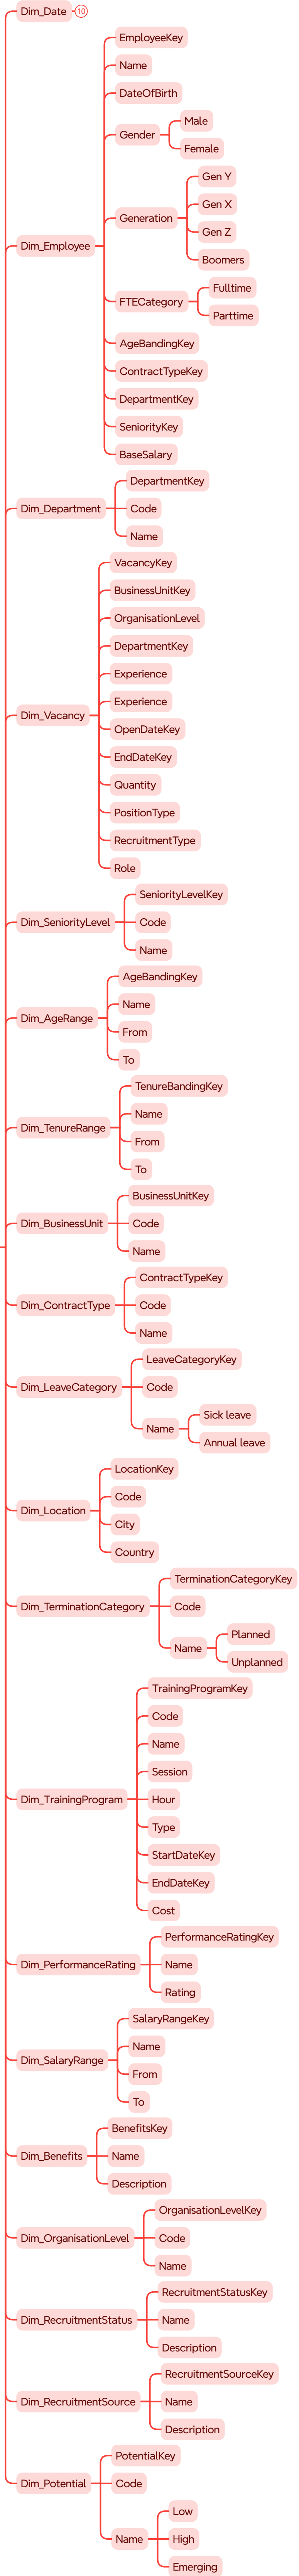 Dim_Date
10
Dim_Employee
EmployeeKey
Name
DateOfBirth
Gender
Male
Female
Generation
Gen Y
Gen X
Gen Z
Boomers
FTECategory
Fulltime
Parttime
AgeBandingKey
ContractTypeKey
DepartmentKey
SeniorityKey
BaseSalary
Dim_Department
DepartmentKey
Code
Name
Dim_Vacancy
VacancyKey
BusinessUnitKey
OrganisationLevel
DepartmentKey
Experience
Experience
OpenDateKey
EndDateKey
Quantity
PositionType
RecruitmentType
Role
Dim_SeniorityLevel
SeniorityLevelKey
Code
Name
Dim_AgeRange
AgeBandingKey
Name
From
To
Dim_TenureRange
TenureBandingKey
Name
From
To
Dim_BusinessUnit
BusinessUnitKey
Code
Name
Dim_ContractType
ContractTypeKey
Code
Name
Dim_LeaveCategory
LeaveCategoryKey
Code
Name
Sick leave
Annual leave
Dim_Location
LocationKey
Code
City
Country
Dim_TerminationCategory
TerminationCategoryKey
Code
Name
Planned
Unplanned
Dim_TrainingProgram
TrainingProgramKey
Code
Name
Session
Hour
Type
StartDateKey
EndDateKey
Cost
Dim_PerformanceRating
PerformanceRatingKey
Name
Rating
Dim_SalaryRange
SalaryRangeKey
Name
From
To
Dim_Benefits
BenefitsKey
Name
Description
Dim_OrganisationLevel
OrganisationLevelKey
Code
Name
Dim_RecruitmentStatus
RecruitmentStatusKey
Name
Description
Dim_RecruitmentSource
RecruitmentSourceKey
Name
Description
Dim_Potential
PotentialKey
Code
Name
Low
High
Emerging